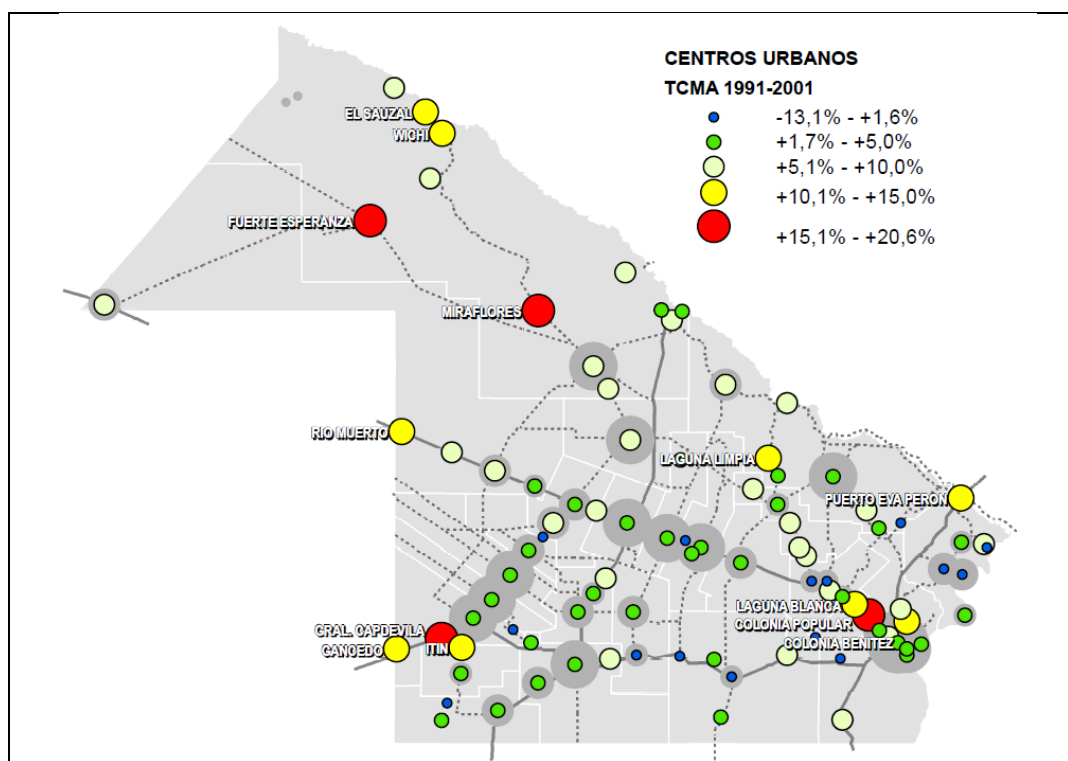 CENTROS URBANOS
TCMA 1991-2001
-13,1% - +1,6%
+1,7% - +5,0%
+5,1% - +10,0%
+10,1% - +15,0%
+15,1% - +20,6%
EL SAUZAL
WICHI
FUERTE ESPERANZA
MIRAFLORES
RIO MUERTO
LAGUNA LIMPIA
PUERTO EVA PERON
LAGUNA BLANCA
COLONIA POPULAR
COLONIA BENITEZ
GRAL. CAPDEVILA
GANCEDO
ITIN